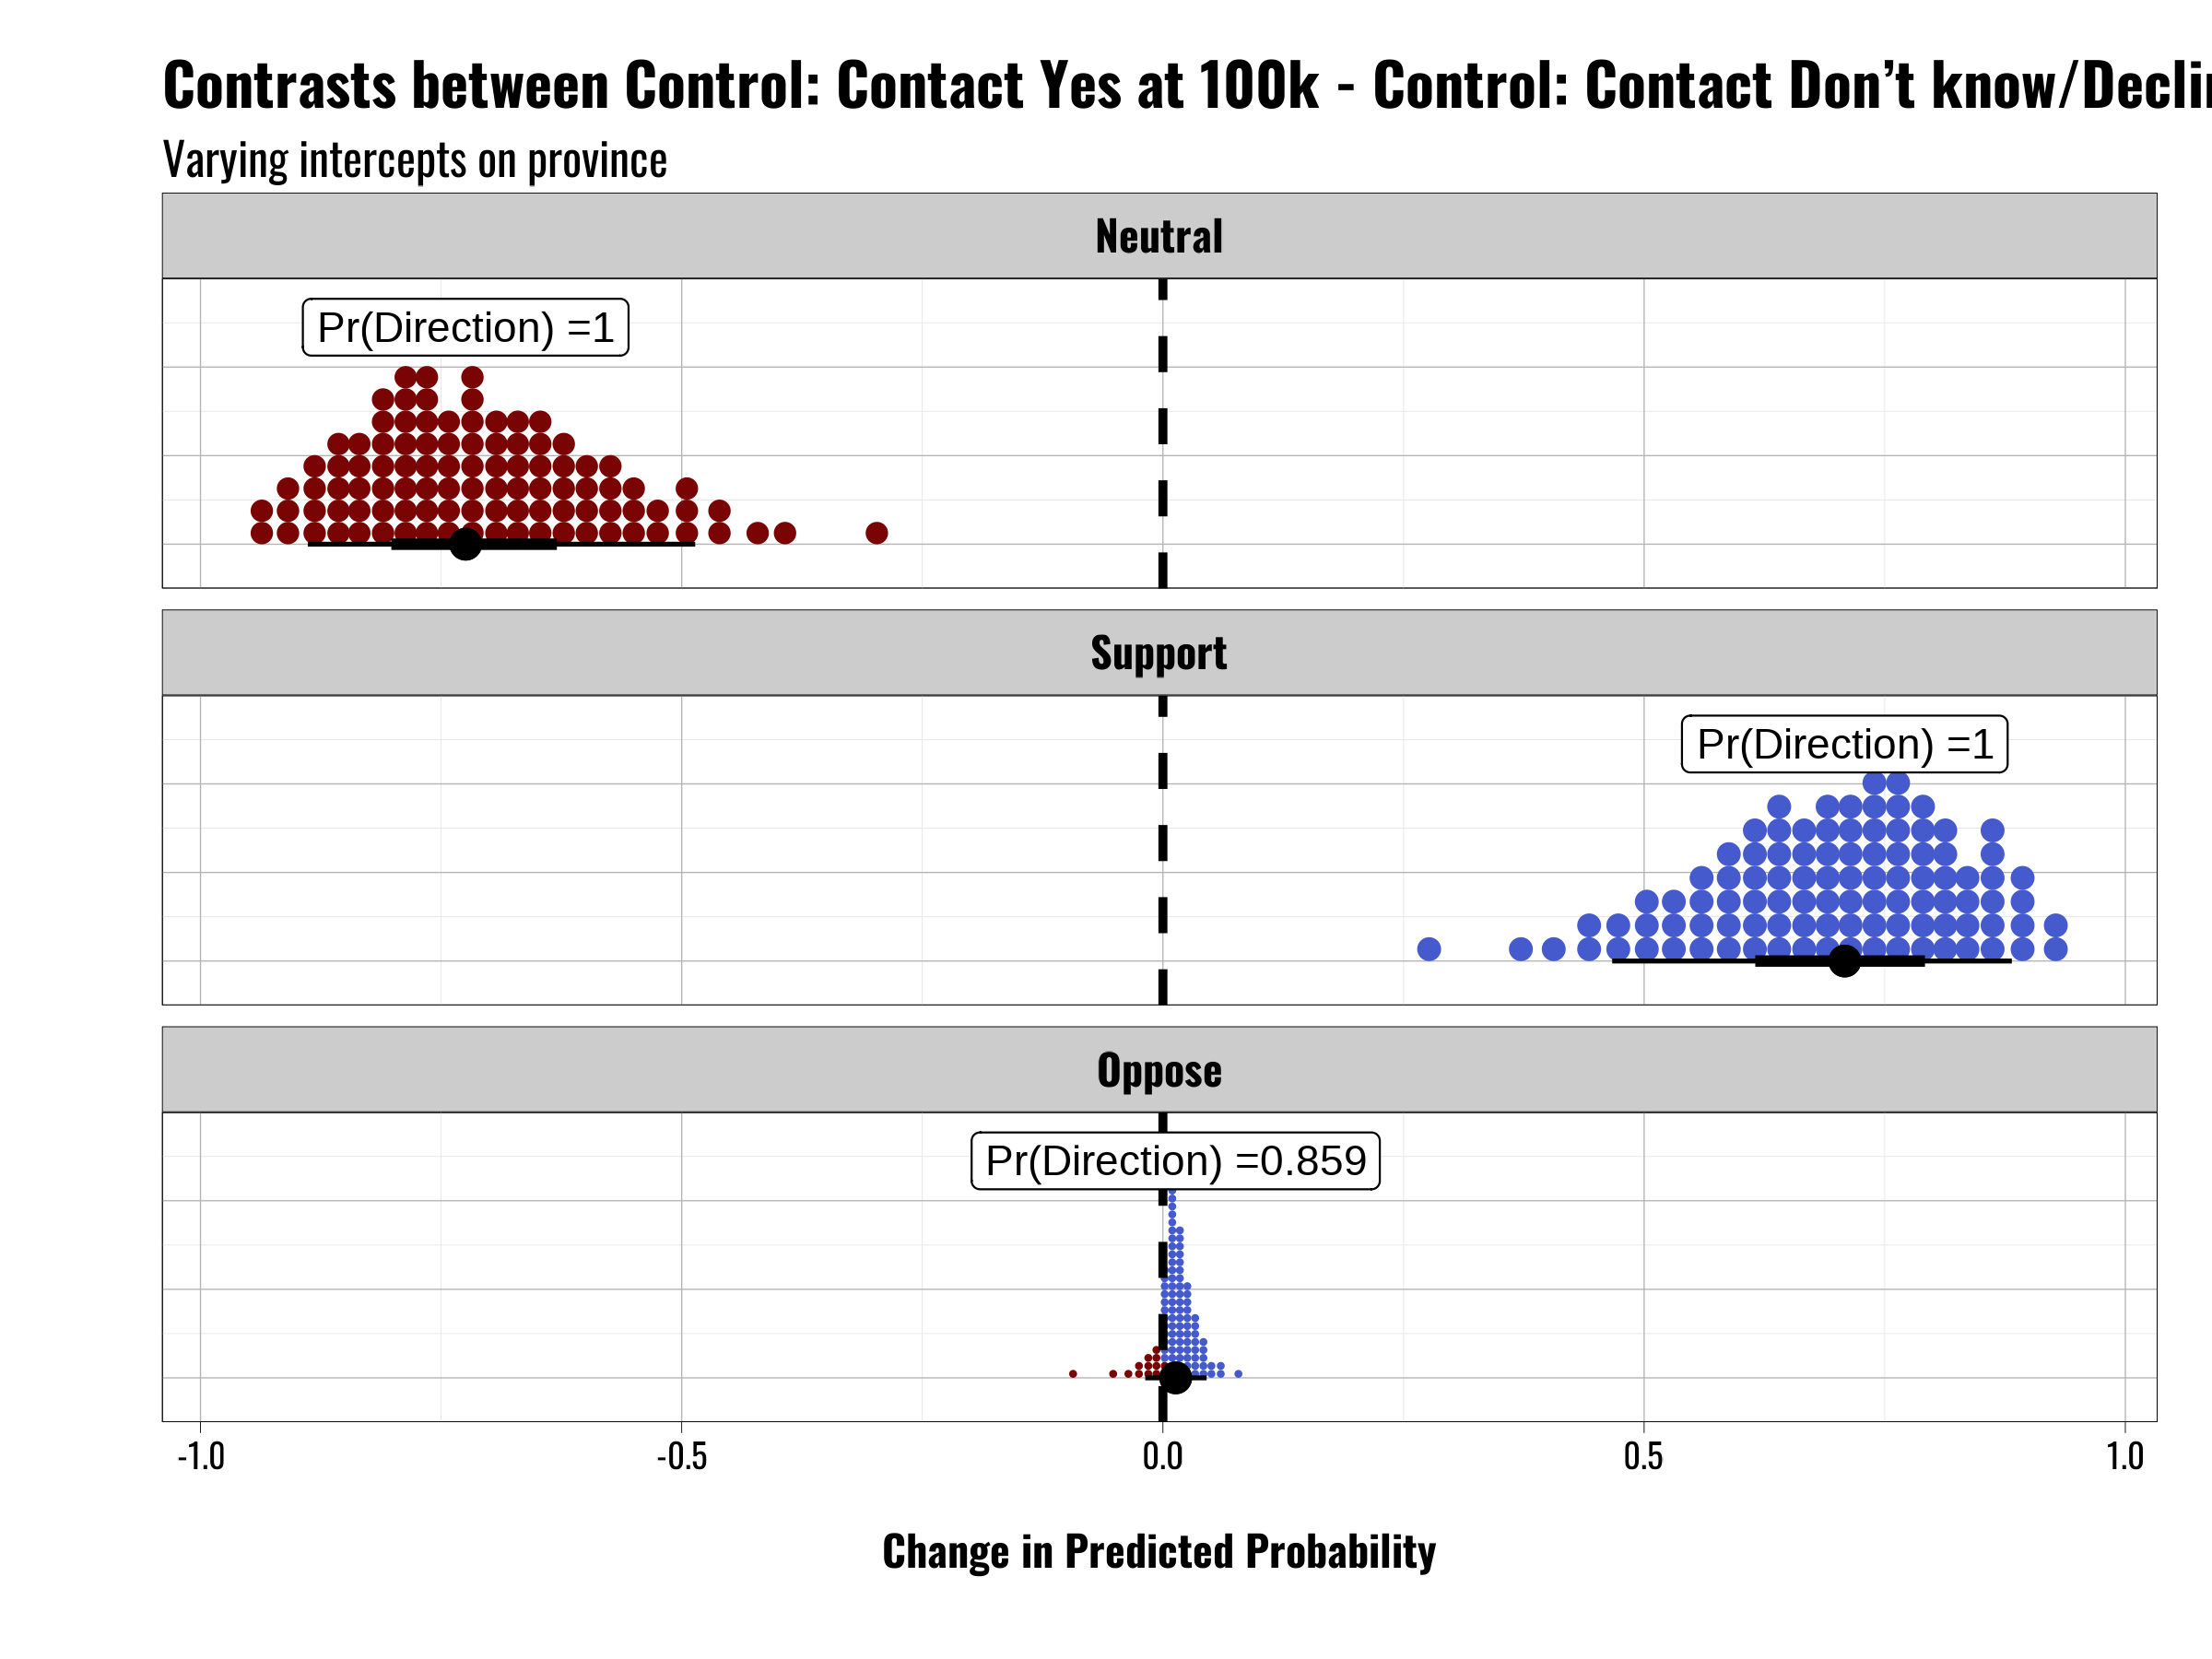 Contrasts between Control: Contact Yes at 100k - Control: Contact Don’t know/Declin
Varying intercepts on province
Neutral
Pr(Direction) =1
Support
Pr(Direction) =1
Oppose
Pr(Direction) =0.859
-1.0 -0.5 0.0 0.5 1.0
Change in Predicted Probability